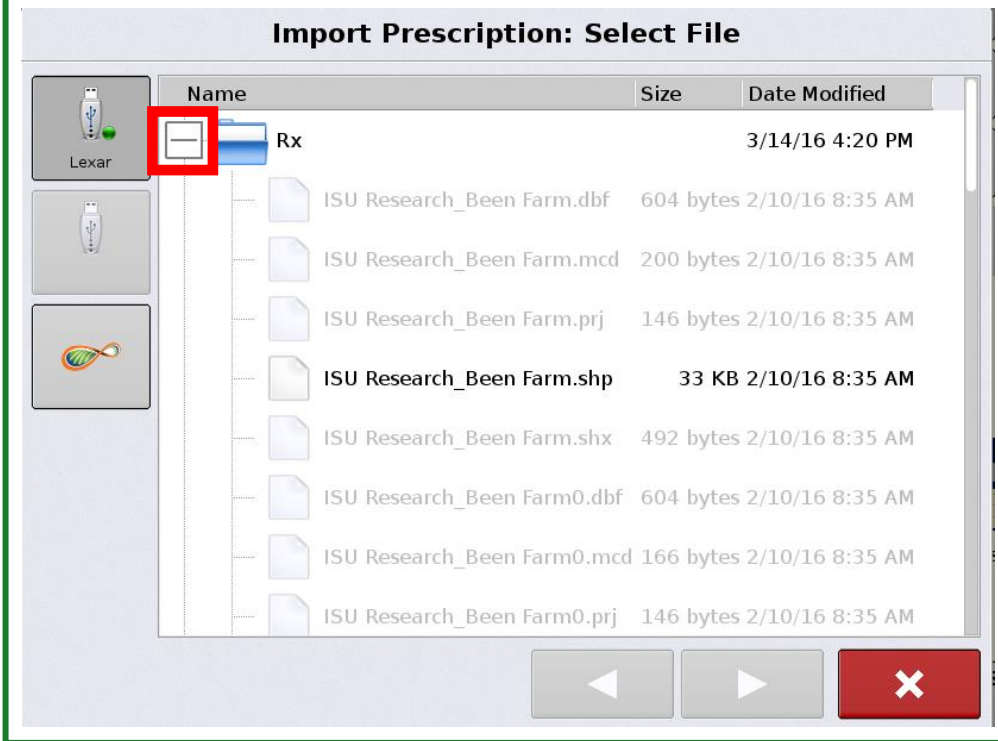 Import Prescription: Select File
Lexar
Name Size Date Modified
Rx 3/14/16 4:20 PM
ISU Research_Been Farm.dbf 604 bytes 2/10/16 8:35 AM
ISU Research_Been Farm.mcd 200 bytes 2/10/16 8:35 AM
ISU Research_Been Farm.prj 146 bytes 2/10/16 8:35 AM
ISU Research_Been Farm.shp 33 KB 2/10/16 8:35 AM
ISU Research_Been Farm.shx 492 bytes 2/10/16 8:35 AM
ISU Research_Been Farm0.dbf 604 bytes 2/10/16 8:35 AM
ISU Research_Been Farm0.mcd 166 bytes 2/10/16 8:35 AM
ISU Research_Been Farm0.prj 146 bytes 2/10/16 8:35 AM